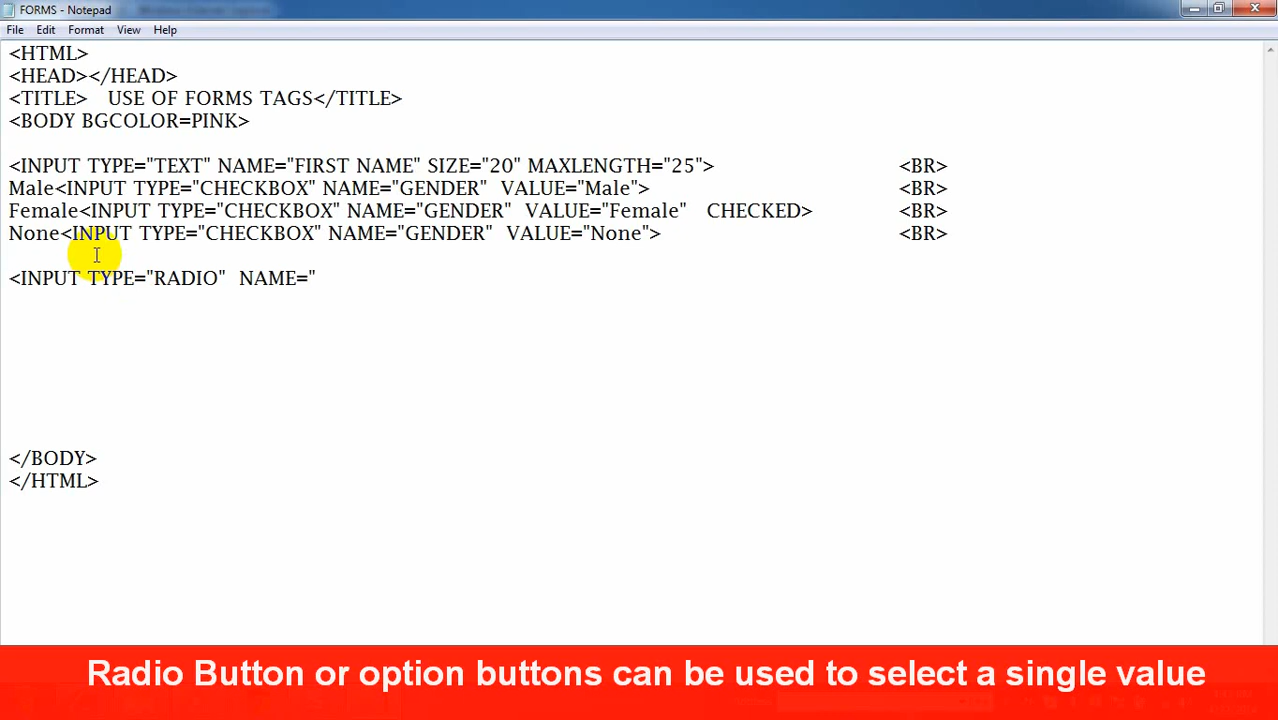 FORMS - Notepad
File Edit Format View Help
<HTML>
<HEAD></HEAD>
<TITLE> USE OF FORMS TAGS</TITLE>
<BODY BGCOLOR=PINK>
<INPUT TYPE="TEXT" NAME="FIRST NAME" SIZE="20" MAXLENGTH="25"> <BR>
Male<INPUT TYPE="CHECKBOX" NAME="GENDER" VALUE="Male"> <BR>
Female<INPUT TYPE="CHECKBOX" NAME="GENDER" VALUE="Female" CHECKED> <BR>
None<INPUT TYPE="CHECKBOX" NAME="GENDER" VALUE="None"> <BR>
<INPUT TYPE="RADIO" NAME="
</BODY>
</HTML>
Radio Button or option buttons can be used to select a single value